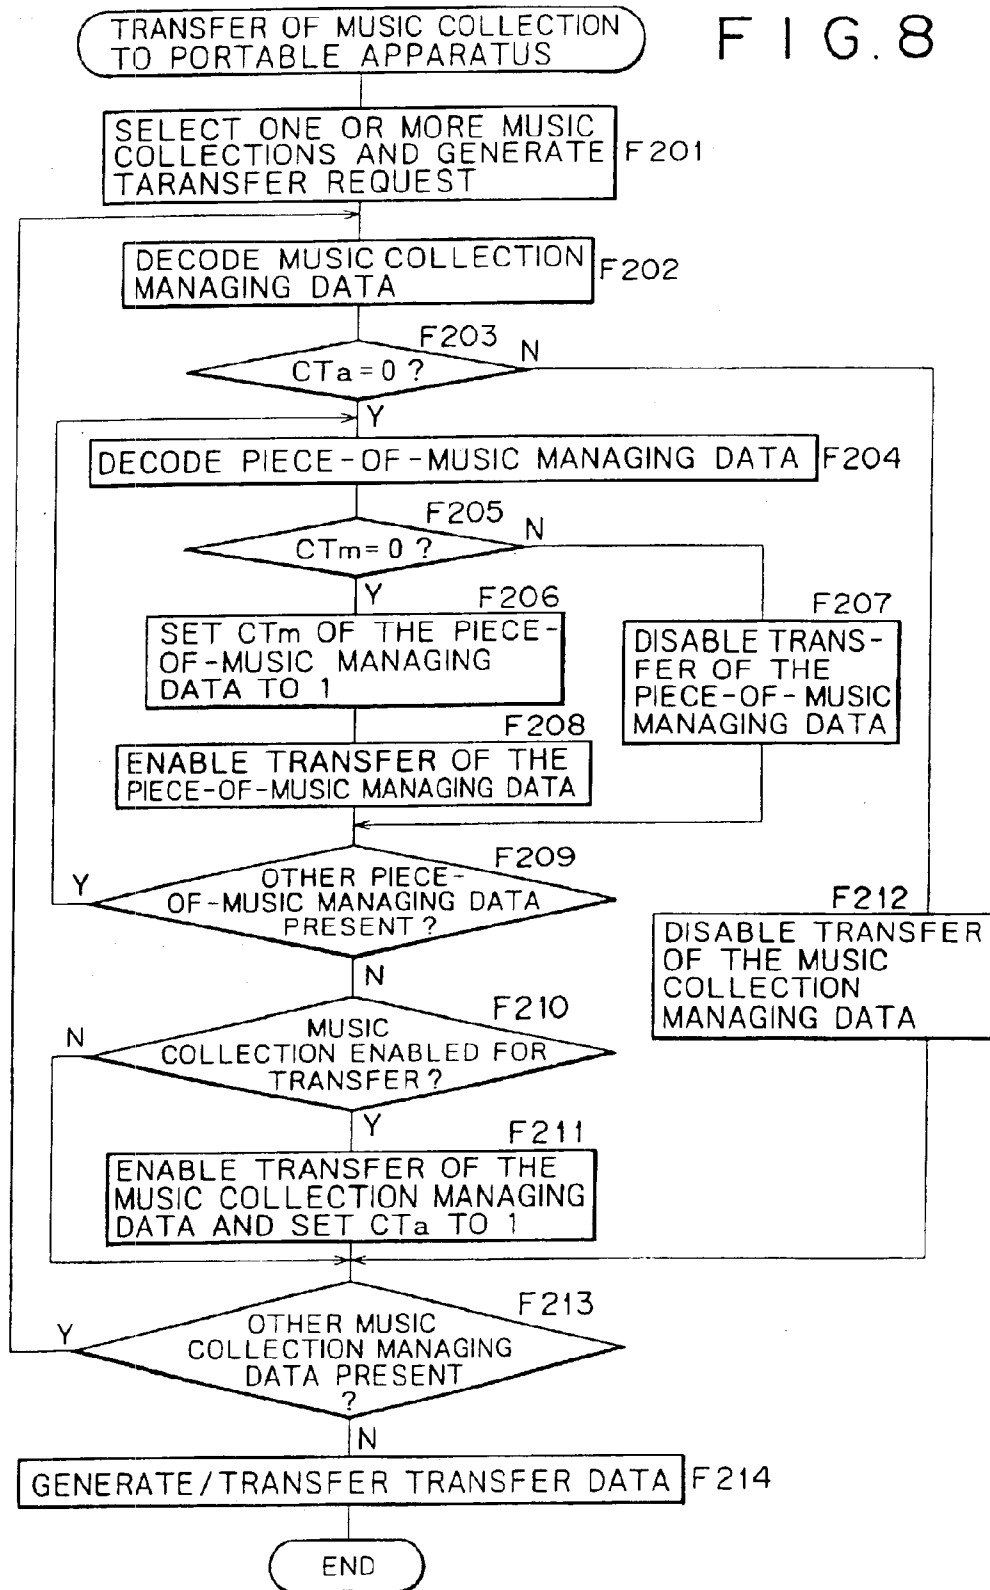 TRANSFER OF MUSIC COLLECTION
TO PORTABLE APPARATUS
FIG.8
SELECT ONE OR MORE MUSIC
COLLECTIONS AND GENERATE
TARANSFER REQUEST
F201
DECODE MUSIC COLLECTION
MANAGING DATA
F202
F203
CTa=0?
N
Y
DECODE PIECE-OF-MUSIC MANAGING DATA
F204
F205
CTm=0?
N
Y
F206
SET CTm OF THE PIECE-
OF-MUSIC MANAGING
DATA TO 1
F207
DISABLE TRANS-
FER OF THE
PIECE-OF-MUSIC
MANAGING DATA
F208
ENABLE TRANSFER OF THE
PIECE-OF-MUSIC MANAGING DATA
F209
OTHER PIECE-
OF-MUSIC MANAGING DATA
PRESENT?
Y
N
F212
DISABLE TRANSFER
OF THE MUSIC
COLLECTION
MANAGING DATA
F210
MUSIC
COLLECTION ENABLED FOR
TRANSFER?
N
Y
F211
ENABLE TRANSFER OF THE
MUSIC COLLECTION MANAGING
DATA AND SET CTa TO 1
F213
OTHER MUSIC
COLLECTION MANAGING
DATA PRESENT
?
Y
N
GENERATE/TRANSFER TRANSFER DATA
F214
END